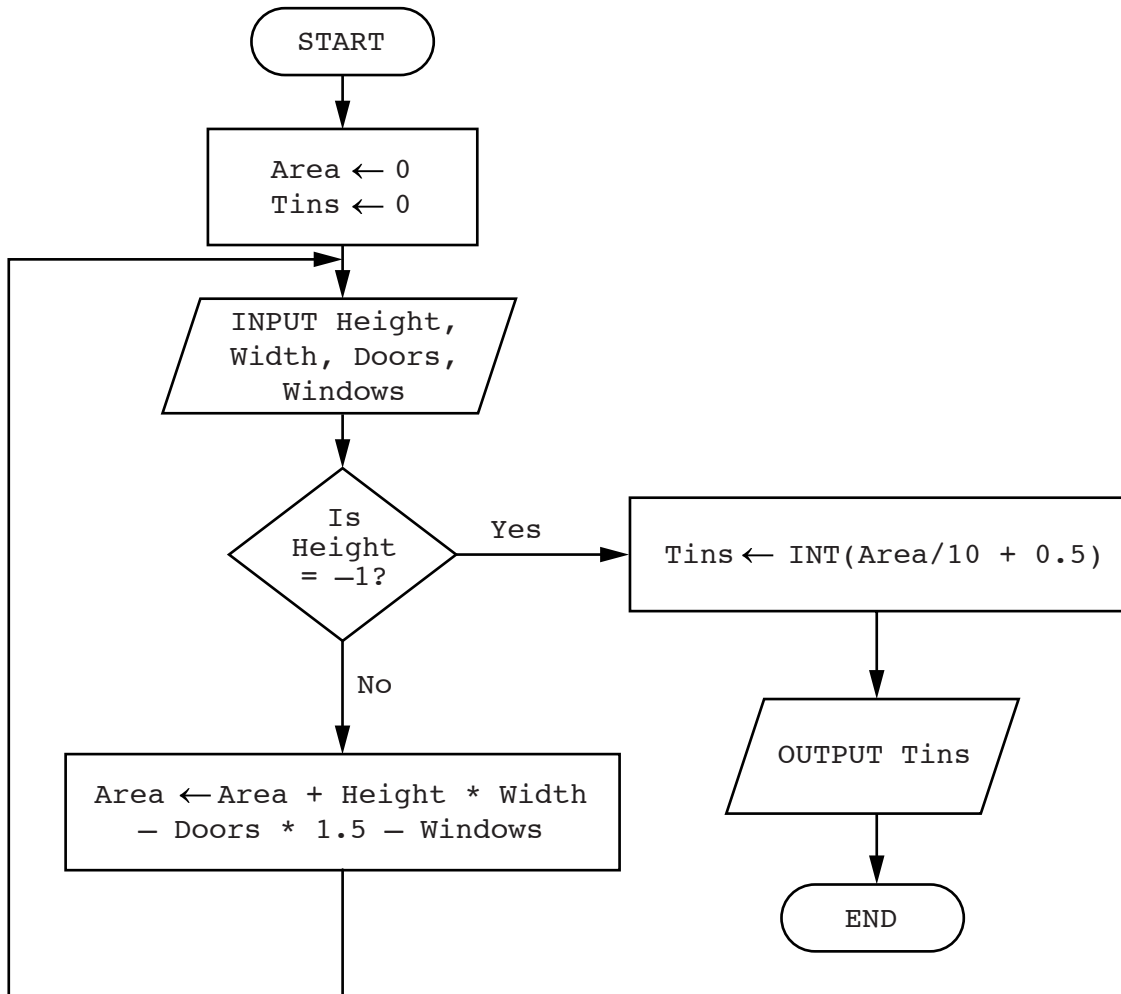 START
Area ← 0
Tins ← 0
INPUT Height,
Width, Doors,
Windows
Is
Height
= –1?
Yes
Tins ← INT(Area/10 + 0.5)
No
OUTPUT Tins
Area ← Area + Height * Width
– Doors * 1.5 – Windows
END